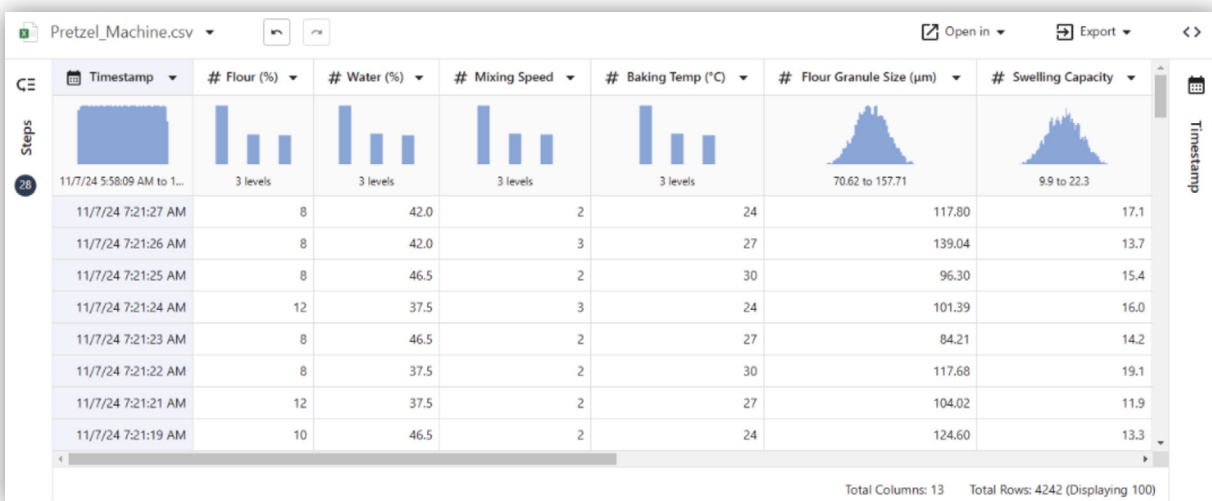 Pretzel_Machine.csv Open in Export
Timestamp # Flour (%) # Water (%) # Mixing Speed # Baking Temp (°C) # Flour Granule Size (µm) # Swelling Capacity
Steps
28
Timestamp
11/7/24 5:58:09 AM to 1... 3 levels 3 levels 3 levels 3 levels 70.62 to 157.71 9.9 to 22.3
11/7/24 7:21:27 AM 8 42.0 2 24 117.80 17.1
11/7/24 7:21:26 AM 8 42.0 3 27 139.04 13.7
11/7/24 7:21:25 AM 8 46.5 2 30 96.30 15.4
11/7/24 7:21:24 AM 12 37.5 3 24 101.39 16.0
11/7/24 7:21:23 AM 8 46.5 2 27 84.21 14.2
11/7/24 7:21:22 AM 8 37.5 2 30 117.68 19.1
11/7/24 7:21:21 AM 12 37.5 2 27 104.02 11.9
11/7/24 7:21:19 AM 10 46.5 2 24 124.60 13.3
Total Columns: 13 Total Rows: 4242 (Displaying 100)